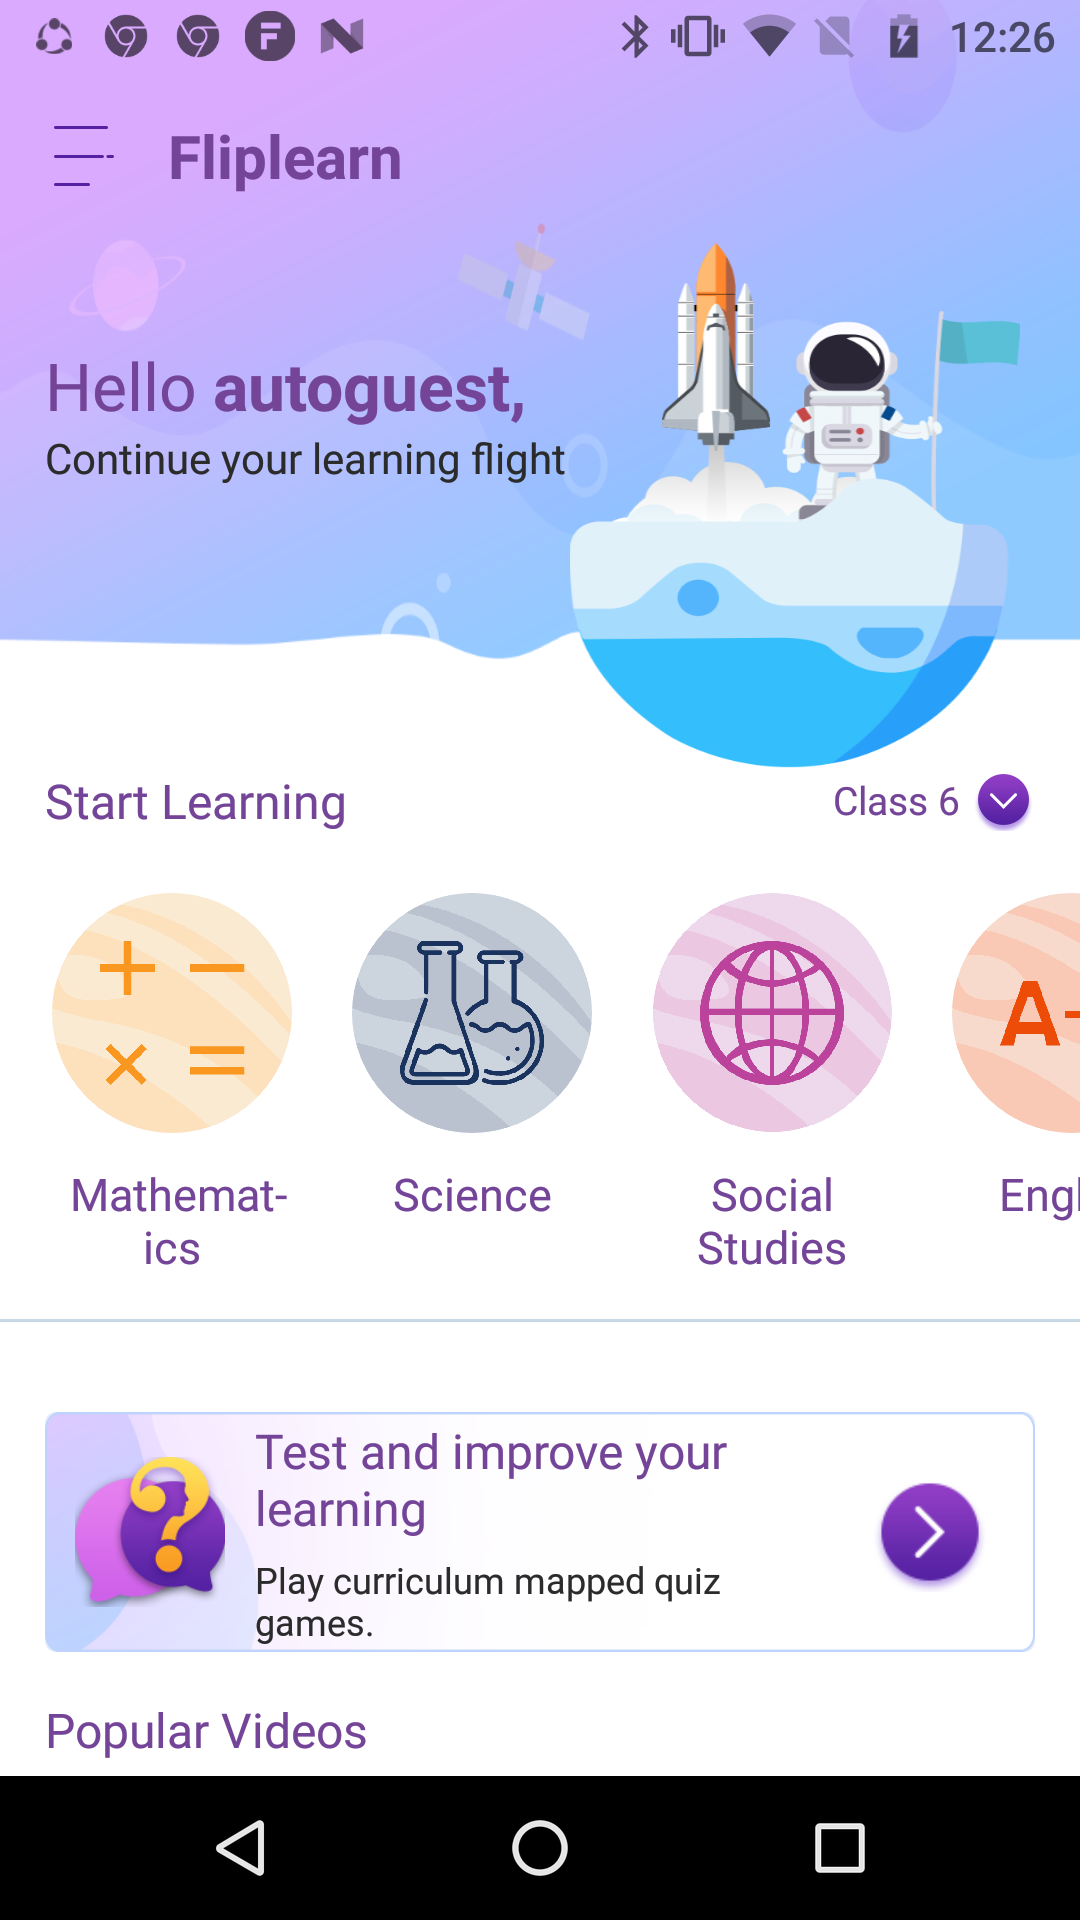 12:26
Fliplearn
Hello autoguest,
Continue your learning flight
Start Learning
Class 6
Mathemat-
ics
Science
Social
Studies
Engl
A
Test and improve your
learning
Play curriculum mapped quiz
games.
Popular Videos